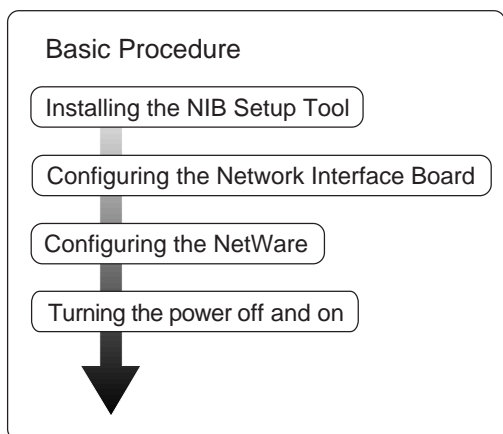 Basic Procedure
Installing the NIB Setup Tool
Configuring the Network Interface Board
Configuring the NetWare
Turning the power off and on